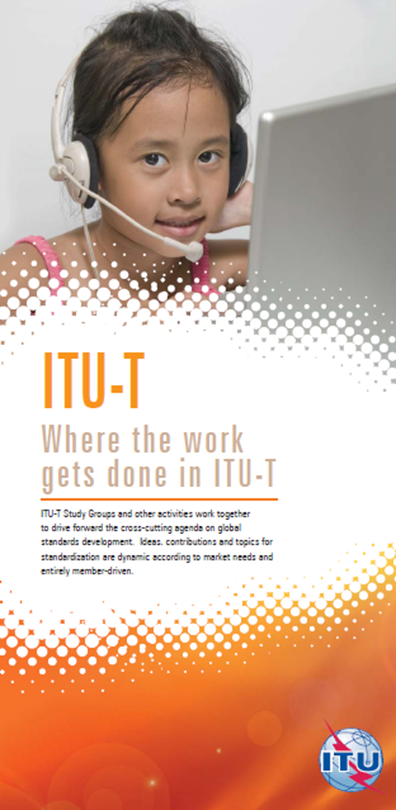 ITU-T
Where the work
gets done in ITU-T
ITU-T Study Groups and other activities work together
to drive forward the cross-cutting agenda on global
standards development. Ideas, contributions and topics for
standardization are dynamic according to market needs and
entirely member-driven.
ITU